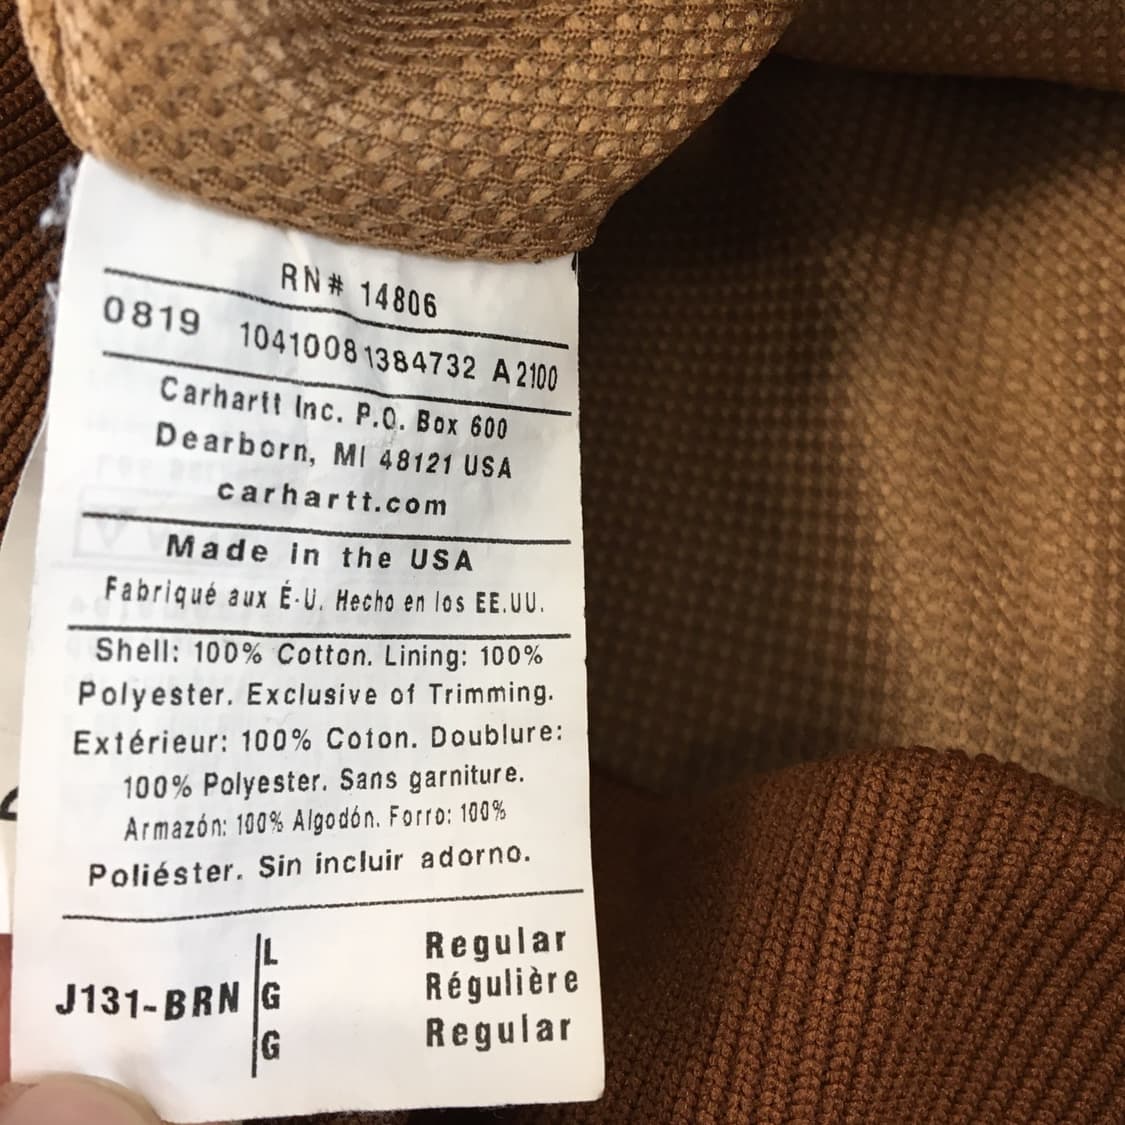 RN# 14806
0819 10410081384732 A2100
Carhartt Inc. P.O. Box 600
Dearborn, MI 48121 USA
carhartt.com
Made in the USA
Fabriqué aux É-U. Hecho en los EE.UU.
Shell: 100% Cotton. Lining: 100%
Polyester. Exclusive of Trimming.
Extérieur: 100% Coton. Doublure:
100% Polyester. Sans garniture.
Armazón: 100% Algodón. Forro: 100%
Poliéster. Sin incluir adorno.
L Regular
J131-BRN G Régulière
G Regular